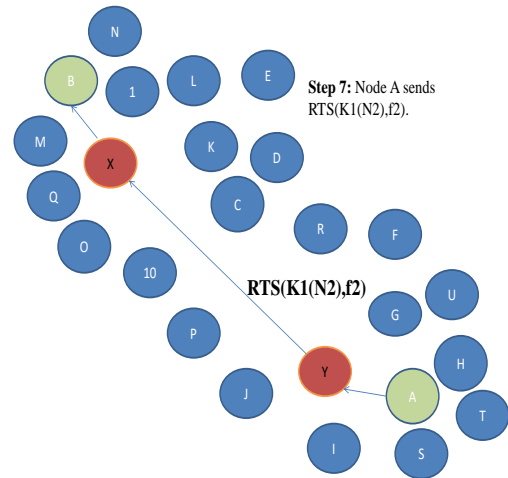 N
B
1
L
E
Step 7: Node A sends
RTS(K1(N2),f2).
M
X
K
D
Q
C
O
R
F
10
RTS(K1(N2),f2)
U
G
P
Y
H
J
A
T
I
S